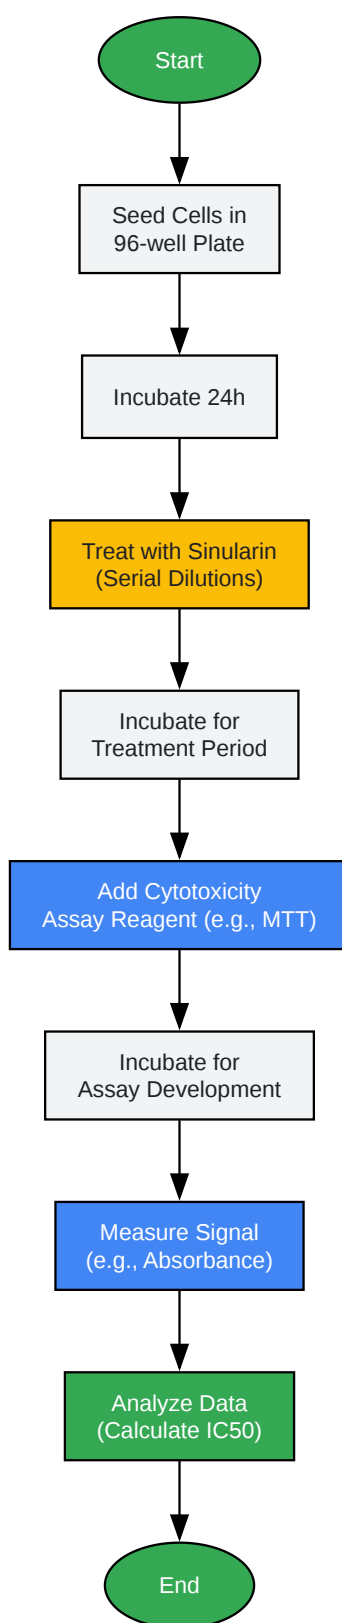 Start
Seed Cells in
96-well Plate
Incubate 24h
Treat with Sinularin
(Serial Dilutions)
Incubate for
Treatment Period
Add Cytotoxicity
Assay Reagent (e.g., MTT)
Incubate for
Assay Development
Measure Signal
(e.g., Absorbance)
Analyze Data
(Calculate IC50)
End